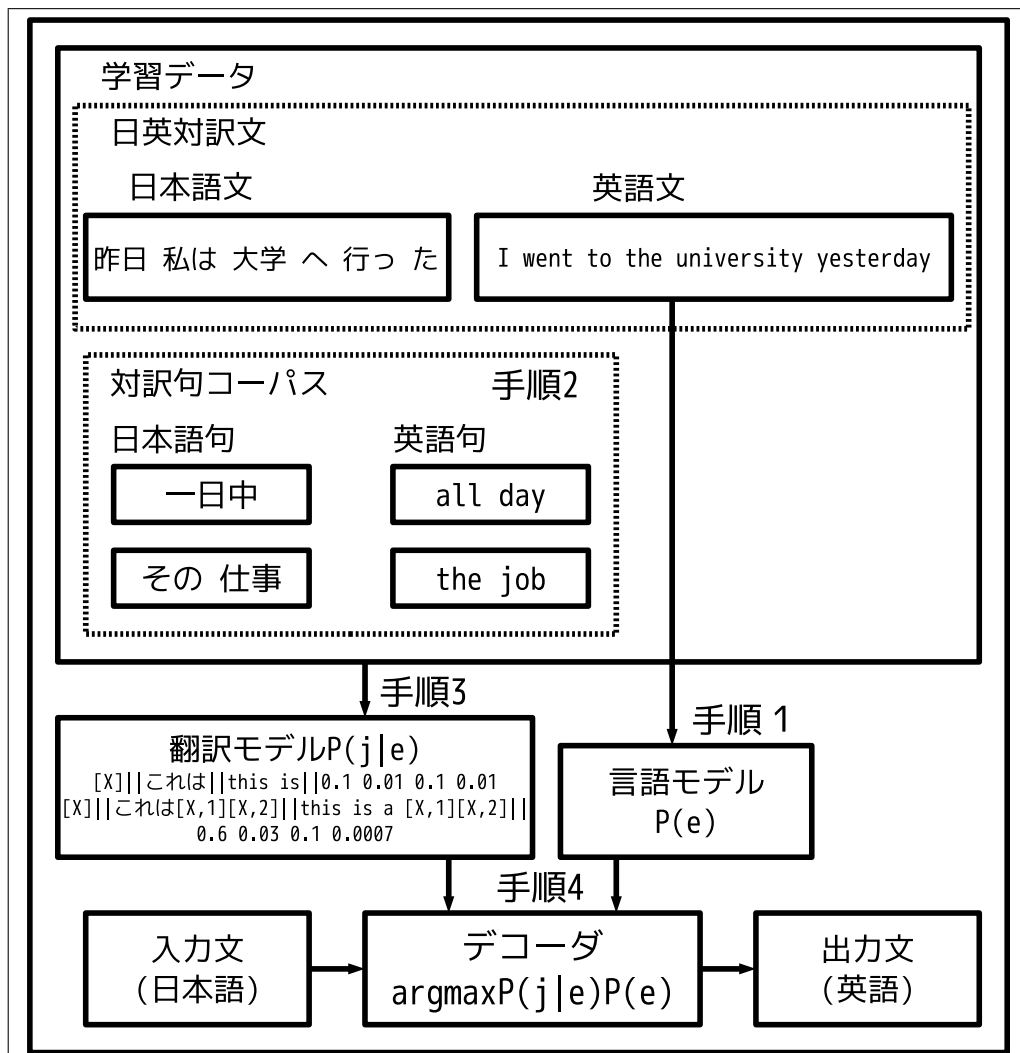 学習データ
日英対訳文
日本語文
英語文
昨日 私は 大学 へ 行っ た
I went to the university yesterday
対訳句コーパス
手順2
日本語句
英語句
一日中
all day
その 仕事
the job
手順3
手順 1
翻訳モデルP(j|e)
[X]||これは||this is||0.1 0.01 0.1 0.01
[X]||これは[X,1][X,2]||this is a [X,1][X,2]||
0.6 0.03 0.1 0.0007
言語モデル
P(e)
手順4
入力文
(日本語)
デコーダ
argmaxP(j|e)P(e)
出力文
(英語)